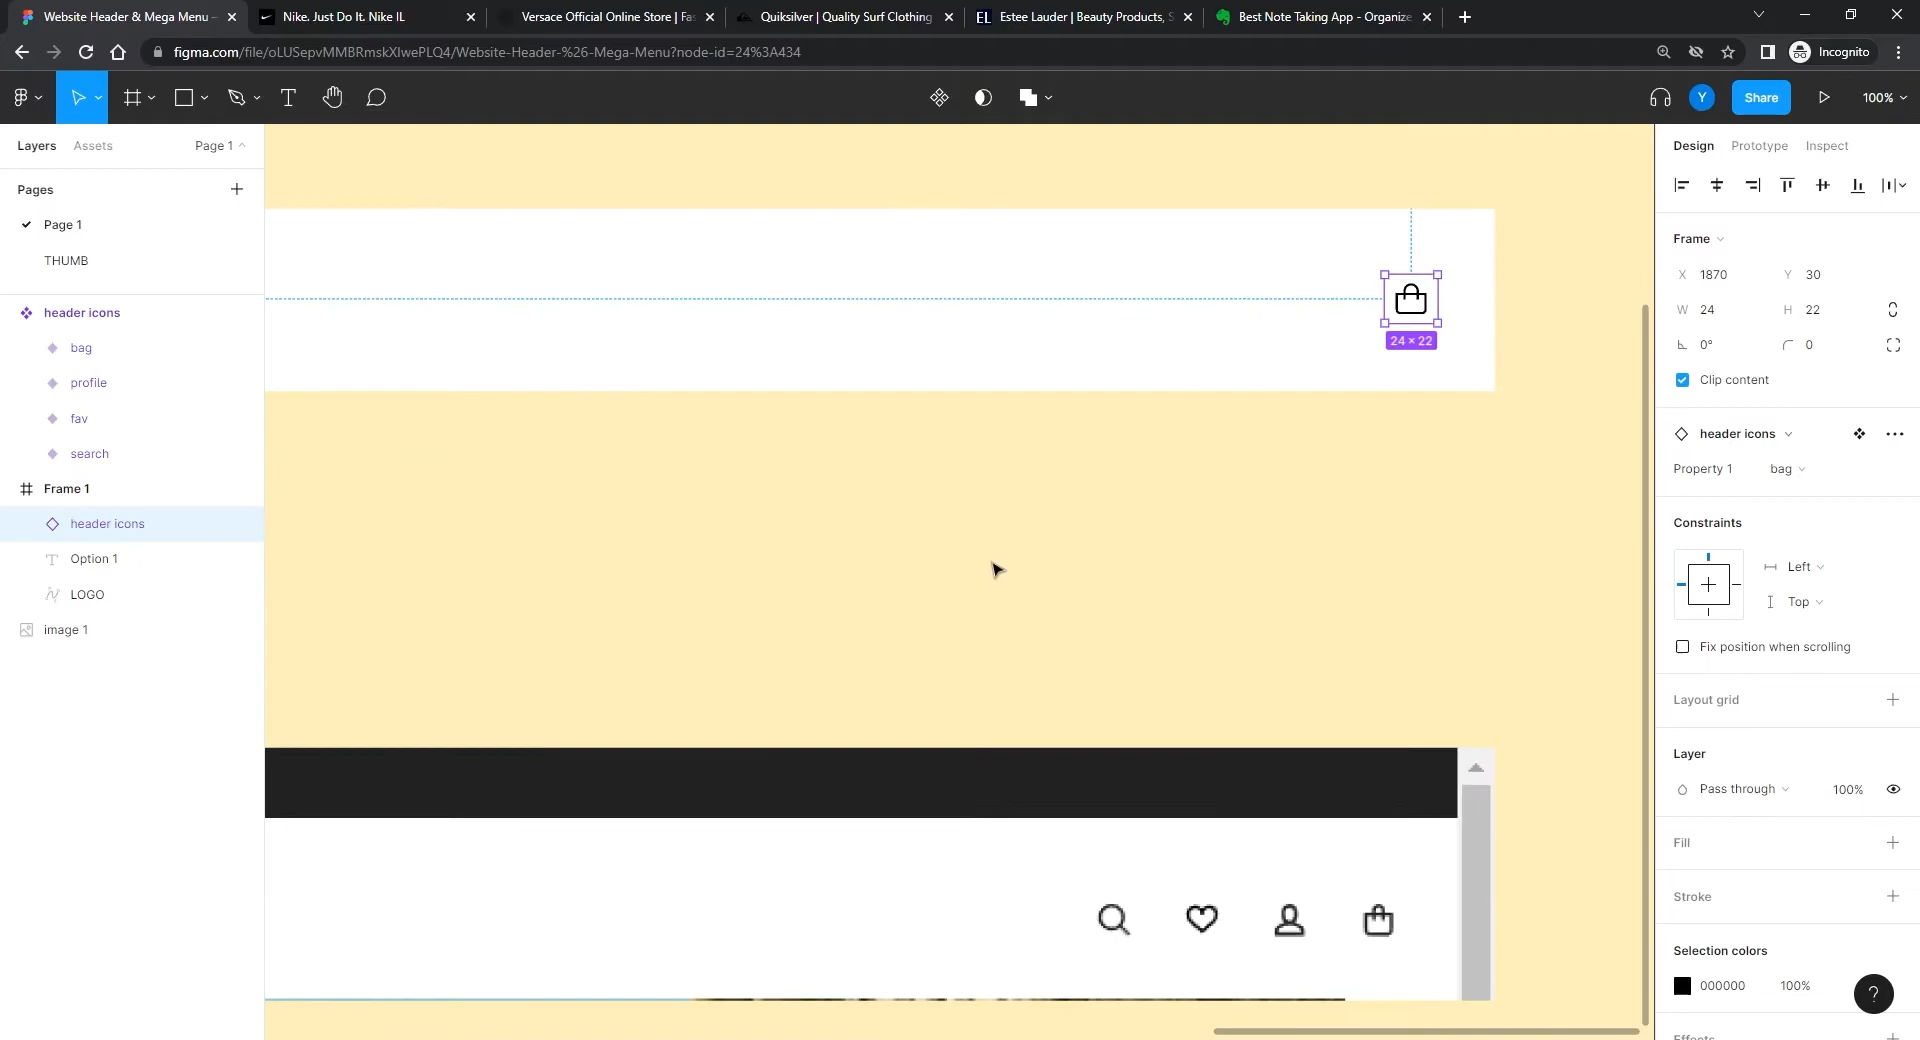 Website Header & Mega Menu –
Nike. Just Do It. Nike IL
Versace Official Online Store | Fas
Quiksilver | Quality Surf Clothing
EL
Estee Lauder | Beauty Products, S
Best Note Taking App - Organize
figma.com/file/oLUSepvMMBRmskXlwePLQ4/Website-Header-%26-Mega-Menu?node-id=24%3A434
Incognito
Y
Share
100%
Layers
Assets
Page 1
Pages
Page 1
THUMB
header icons
bag
profile
fav
search
Frame 1
header icons
Option 1
LOGO
image 1
24 × 22
Design
Prototype
Inspect
Frame
X 1870
Y 30
W 24
H 22
0°
0
Clip content
header icons
Property 1
bag
Constraints
Left
Top
Fix position when scrolling
Layout grid
Layer
Pass through
100%
Fill
Stroke
Selection colors
000000
100%
?
Effects